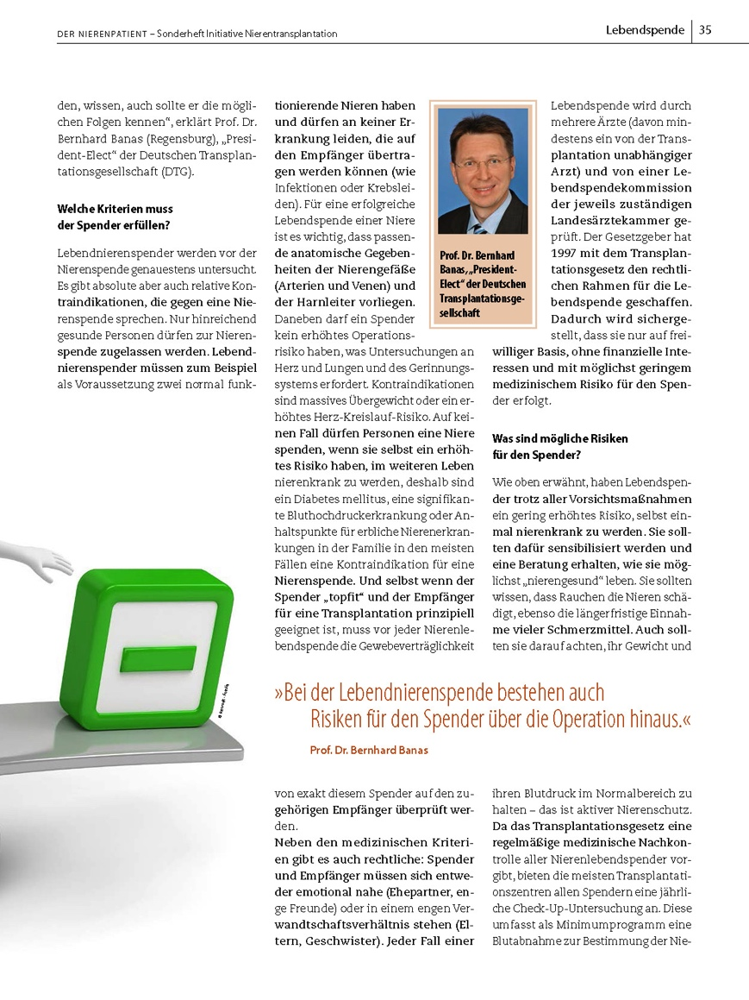 DER NIERENPATIENT – Sonderheft Initiative Nierentransplantation
Lebendspende 35
den, wissen, auch sollte er die mögli-
chen Folgen kennen“, erklärt Prof. Dr.
Bernhard Banas (Regensburg), „Presi-
dent-Elect“ der Deutschen Transplan-
tationsgesellschaft (DTG).
Welche Kriterien muss
der Spender erfüllen?
Lebendnierenspender werden vor der
Nierenspende genauestens untersucht.
Es gibt absolute aber auch relative Kon-
traindikationen, die gegen eine Nie-
renspende sprechen. Nur hinreichend
gesunde Personen dürfen zur Nieren-
spende zugelassen werden. Lebend-
nierenspender müssen zum Beispiel
als Voraussetzung zwei normal funk-
tionierende Nieren haben
und dürfen an keiner Er-
krankung leiden, die auf
den Empfänger übertra-
gen werden können (wie
Infektionen oder Krebslei-
den). Für eine erfolgreiche
Lebendspende einer Niere
ist es wichtig, dass passen-
de anatomische Gegeben-
heiten der Nierengefäße
(Arterien und Venen) und
der Harnleiter vorliegen.
Daneben darf ein Spender
kein erhöhtes Operations-
risiko haben, was Untersuchungen an
Herz und Lungen und des Gerinnungs-
systems erfordert. Kontraindikationen
sind massives Übergewicht oder ein er-
höhtes Herz-Kreislauf-Risiko. Auf kei-
nen Fall dürfen Personen eine Niere
spenden, wenn sie selbst ein erhöh-
tes Risiko haben, im weiteren Leben
nierenkrank zu werden, deshalb sind
ein Diabetes mellitus, eine signifikan-
te Bluthochdruckerkrankung oder An-
haltspunkte für erbliche Nierenerkran-
kungen in der Familie in den meisten
Fällen eine Kontraindikation für eine
Nierenspende. Und selbst wenn der
Spender „topfit“ und der Empfänger
für eine Transplantation prinzipiell
geeignet ist, muss vor jeder Nierenle-
bendspende die Gewebeverträglichkeit
von exakt diesem Spender auf den zu-
gehörigen Empfänger überprüft wer-
den.
Neben den medizinischen Kriteri-
en gibt es auch rechtliche: Spender
und Empfänger müssen sich entwe-
der emotional nahe (Ehepartner, en-
ge Freunde) oder in einem engen Ver-
wandtschaftsverhältnis stehen (El-
tern, Geschwister). Jeder Fall einer
Prof. Dr. Bernhard
Banas, „President-
Elect“ der Deutschen
Transplantationsge-
sellschaft
Lebendspende wird durch
mehrere Ärzte (davon min-
destens ein von der Trans-
plantation unabhängiger
Arzt) und von einer Le-
bendspendekommission
der jeweils zuständigen
Landesärztekammer ge-
prüft. Der Gesetzgeber hat
1997 mit dem Transplan-
tationsgesetz den rechtli-
chen Rahmen für die Le-
bendspende geschaffen.
Dadurch wird sicherge-
stellt, dass sie nur auf frei-
williger Basis, ohne finanzielle Inte-
ressen und mit möglichst geringem
medizinischem Risiko für den Spen-
der erfolgt.
Was sind mögliche Risiken
für den Spender?
Wie oben erwähnt, haben Lebendspen-
der trotz aller Vorsichtsmaßnahmen
ein gering erhöhtes Risiko, selbst ein-
mal nierenkrank zu werden. Sie soll-
ten dafür sensibilisiert werden und
eine Beratung erhalten, wie sie mög-
lichst „nierengesund“ leben. Sie sollten
wissen, dass Rauchen die Nieren schä-
digt, ebenso die längerfristige Einnah-
me vieler Schmerzmittel. Auch soll-
ten sie darauf achten, ihr Gewicht und
ihren Blutdruck im Normalbereich zu
halten – das ist aktiver Nierenschutz.
Da das Transplantationsgesetz eine
regelmäßige medizinische Nachkon-
trolle aller Nierenlebendspender vor-
gibt, bieten die meisten Transplantati-
onszentren allen Spendern eine jährli-
che Check-Up-Untersuchung an. Diese
umfasst als Minimumprogramm eine
Blutabnahme zur Bestimmung der Nie-
»Bei der Lebendnierenspende bestehen auch
Risiken für den Spender über die Operation hinaus.«
Prof. Dr. Bernhard Banas